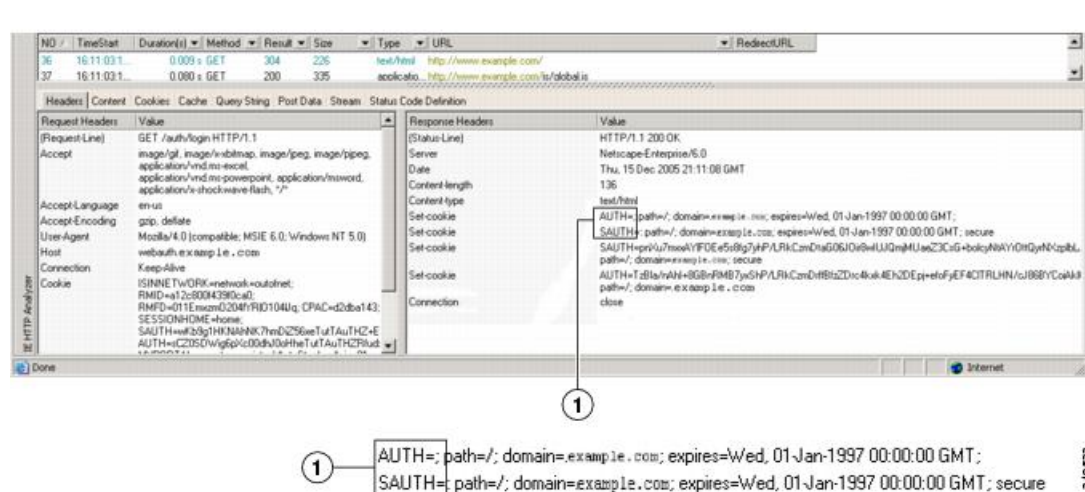 NO TimeStart Duration(s) Method Result Size Type URL RedirectURL
36 16:11:03:1... 0.009 s GET 304 226 text/html http://www.example.com/
37 16:11:03:1... 0.080 s GET 200 335 applicatio... http://www.example.com/is/global.is
Headers Content Cookies Cache Query String Post Data Stream Status Code Definition
Request Headers Value
(Request-Line) GET /auth/login HTTP/1.1
Accept image/gif, image/x-xbitmap, image/jpeg, image/pjpeg,
application/vnd.ms-excel,
application/vnd.ms-powerpoint, application/msword,
application/x-shockwave-flash, */*
Accept-Language en-us
Accept-Encoding gzip, deflate
User-Agent Mozilla/4.0 (compatible; MSIE 6.0; Windows NT 5.0)
Host webauth.example.com
Connection Keep-Alive
Cookie ISINNETWORK=network=outofnet;
SESSIONHOME=home;
Response Headers Value
(Status-Line) HTTP/1.1 200 OK
Server Netscape-Enterprise/6.0
Date Thu, 15 Dec 2005 21:11:08 GMT
Content-length 136
Content-type text/html
Set-cookie AUTH=; path=/; domain=.example.com; expires=Wed, 01-Jan-1997 00:00:00 GMT;
Set-cookie SAUTH=; path=/; domain=.example.com; expires=Wed, 01-Jan-1997 00:00:00 GMT; secure
Set-cookie
path=/; domain=.example.com; secure
Set-cookie
path=/; domain=.example.com
Connection close
IE HTTP Analyzer
Done Internet
1
1
AUTH=; path=/; domain=.example.com; expires=Wed, 01-Jan-1997 00:00:00 GMT;
SAUTH=; path=/; domain=.example.com; expires=Wed, 01-Jan-1997 00:00:00 GMT; secure